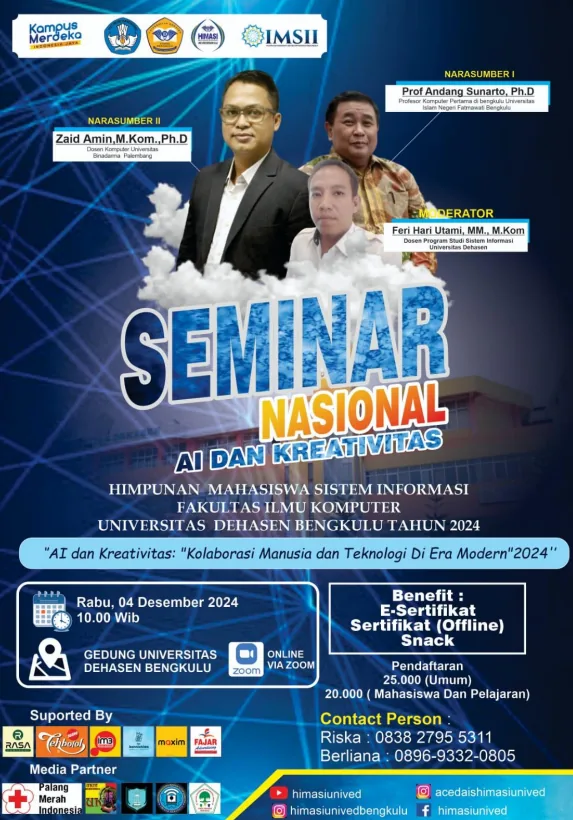 Kampus
Merdeka
INDONESIA JAYA
HIMASI
IMSII
NARASUMBER I
Prof Andang Sunarto, Ph.D
Profesor Komputer Pertama di bengkulu Universitas
Islam Negeri Fatmawati Bengkulu
NARASUMBER II
Zaid Amin,M.Kom.,Ph.D
Dosen Komputer Universitas
Binadarma Palembang
MODERATOR
Feri Hari Utami, MM., M.Kom
Dosen Program Studi Sistem Informasi
Universitas Dehasen
SEMINAR
NASIONAL
AI DAN KREATIVITAS
HIMPUNAN MAHASISWA SISTEM INFORMASI
FAKULTAS ILMU KOMPUTER
UNIVERSITAS DEHASEN BENGKULU TAHUN 2024
"AI dan Kreativitas: "Kolaborasi Manusia dan Teknologi Di Era Modern"2024''
Rabu, 04 Desember 2024
10.00 Wib
GEDUNG UNIVERSITAS
DEHASEN BENGKULU
zoom
ONLINE
VIA ZOOM
Benefit :
E-Sertifikat
Sertifikat (Offline)
Snack
Pendaftaran
25.000 (Umum)
20.000 ( Mahasiswa Dan Pelajaran)
Contact Person :
Riska : 0838 2795 5311
Berliana : 0896-9332-0805
Suported By
RASA
Tehbotol
im3
maxim
FAJAR
Media Partner
Palang
Merah
Indonesia
himasiunived
acedaishimasiunived
himasiunivedbengkulu
himasiunived